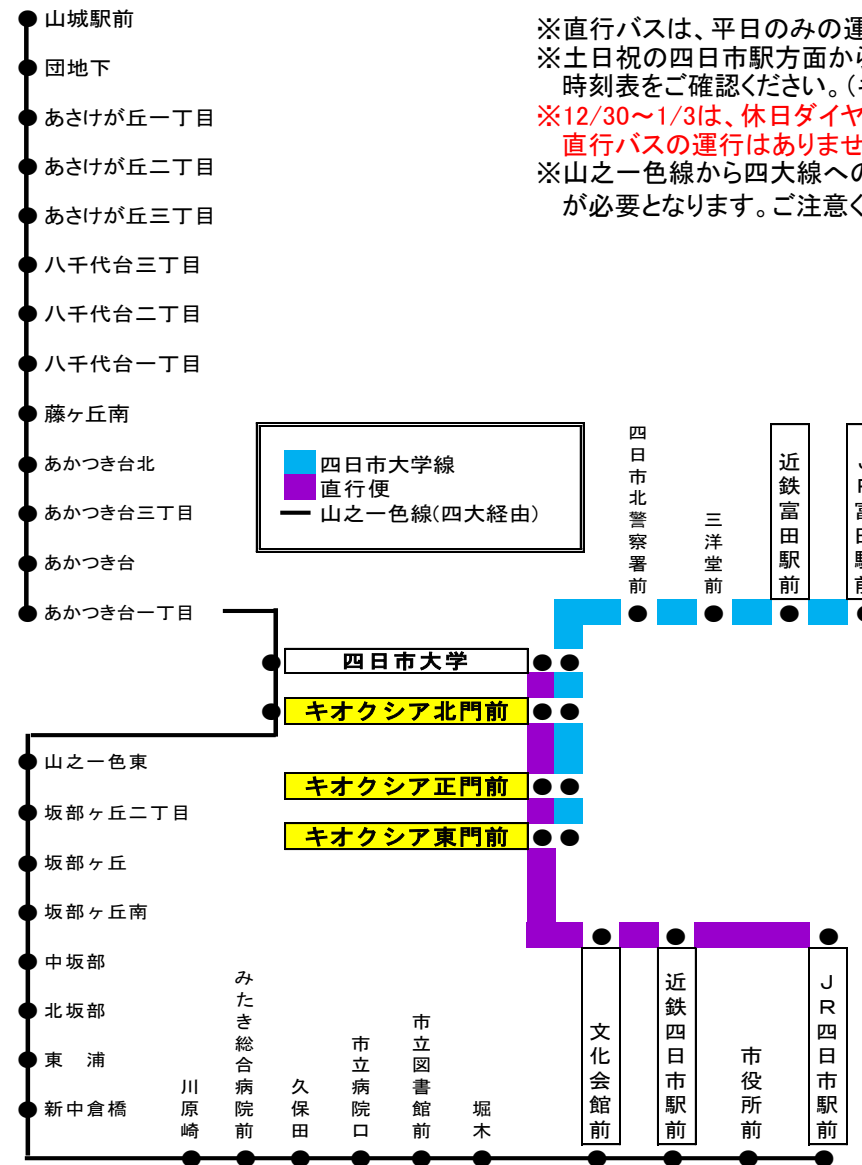 山城駅前
団地下
あさけが丘一丁目
あさけが丘二丁目
あさけが丘三丁目
八千代台三丁目
八千代台二丁目
八千代台一丁目
藤ヶ丘南
あかつき台北
あかつき台三丁目
あかつき台
あかつき台一丁目
※直行バスは、平日のみの運
※土日祝の四日市駅方面から
時刻表をご確認ください。(
※12/30～1/3は、休日ダイヤ
直行バスの運行はありませ
※山之一色線から四大線への
が必要となります。ご注意く
四日市大学線
直行便
山之一色線(四大経由)
四日市北警察署前
三洋堂前
近鉄富田駅前
JR富田駅前
四日市大学
キオクシア北門前
キオクシア正門前
キオクシア東門前
山之一色東
坂部ヶ丘二丁目
坂部ヶ丘
坂部ヶ丘南
中坂部
北坂部
東　浦
新中倉橋
川原崎
みたき総合病院前
久保田
市立病院口
市立図書館前
堀木
文化会館前
近鉄四日市駅前
市役所前
JR四日市駅前